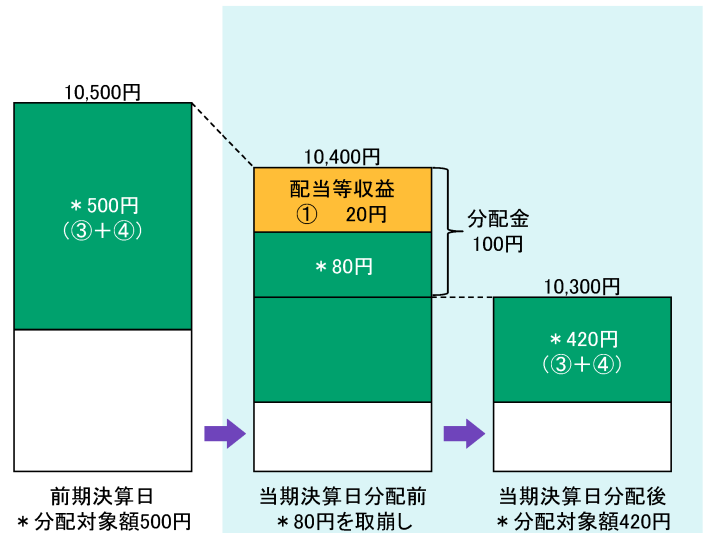 10,500円
＊500円
（③＋④）
10,400円
配当等収益
① 20円
＊80円
分配金
100円
10,300円
＊420円
（③＋④）
前期決算日
＊分配対象額500円
当期決算日分配前
＊80円を取崩し
当期決算日分配後
＊分配対象額420円